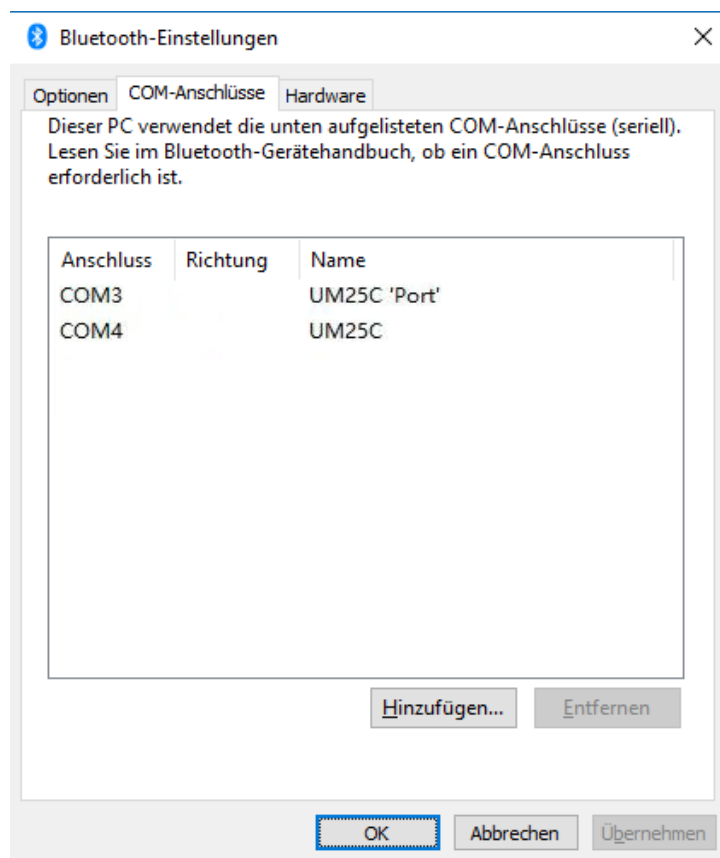 Bluetooth-Einstellungen
Optionen COM-Anschlüsse Hardware
Dieser PC verwendet die unten aufgelisteten COM-Anschlüsse (seriell).
Lesen Sie im Bluetooth-Gerätehandbuch, ob ein COM-Anschluss
erforderlich ist.
Anschluss Richtung Name
COM3 UM25C 'Port'
COM4 UM25C
Hinzufügen... Entfernen
OK Abbrechen Übernehmen